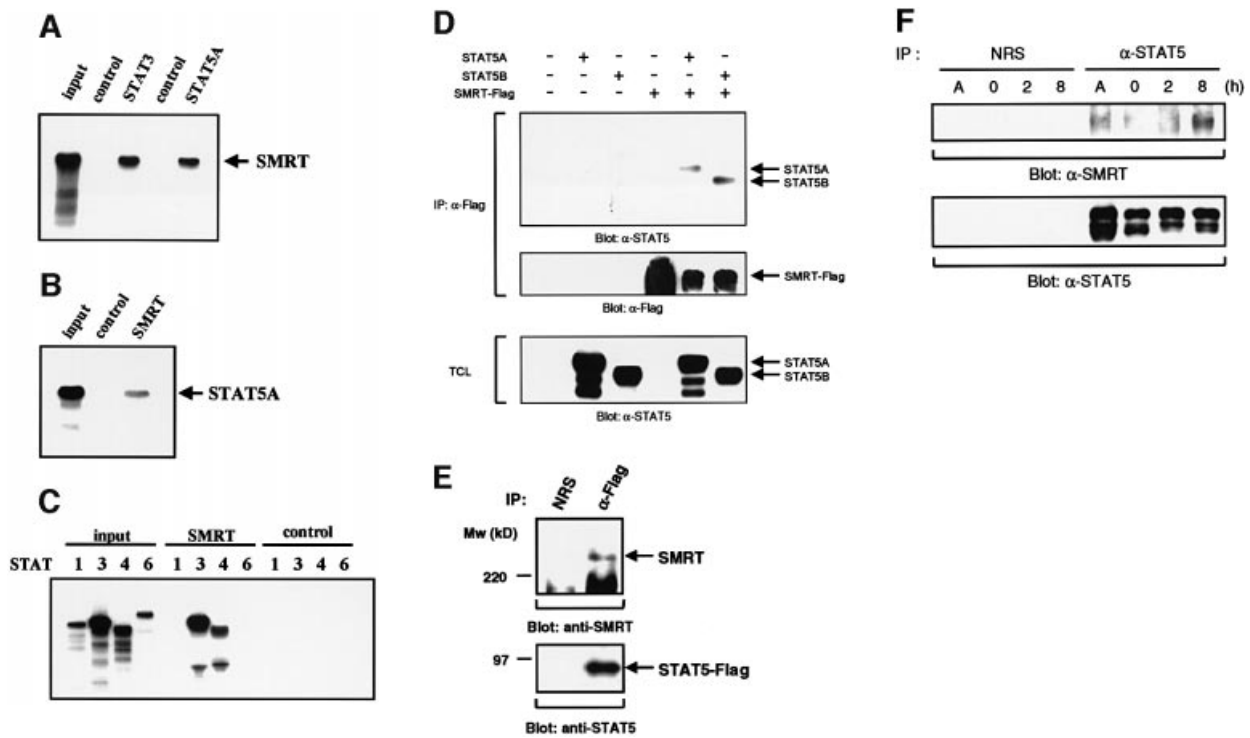 A
input control STAT3 control STAT5A
SMRT
B
input control SMRT
STAT5A
C
input SMRT control
STAT 1 3 4 6 1 3 4 6 1 3 4 6
D
STAT5A - + - - + -
STAT5B - - + - - +
SMRT-Flag - - - + + +
IP: α-Flag
STAT5A
STAT5B
Blot: α-STAT5
SMRT-Flag
Blot: α-Flag
TCL
STAT5A
STAT5B
Blot: α-STAT5
E
IP: NRS α-Flag
Mw (kD)
SMRT
220
Blot: anti-SMRT
97
STAT5-Flag
Blot: anti-STAT5
F
IP : NRS α-STAT5
A 0 2 8 A 0 2 8 (h)
Blot: α-SMRT
Blot: α-STAT5